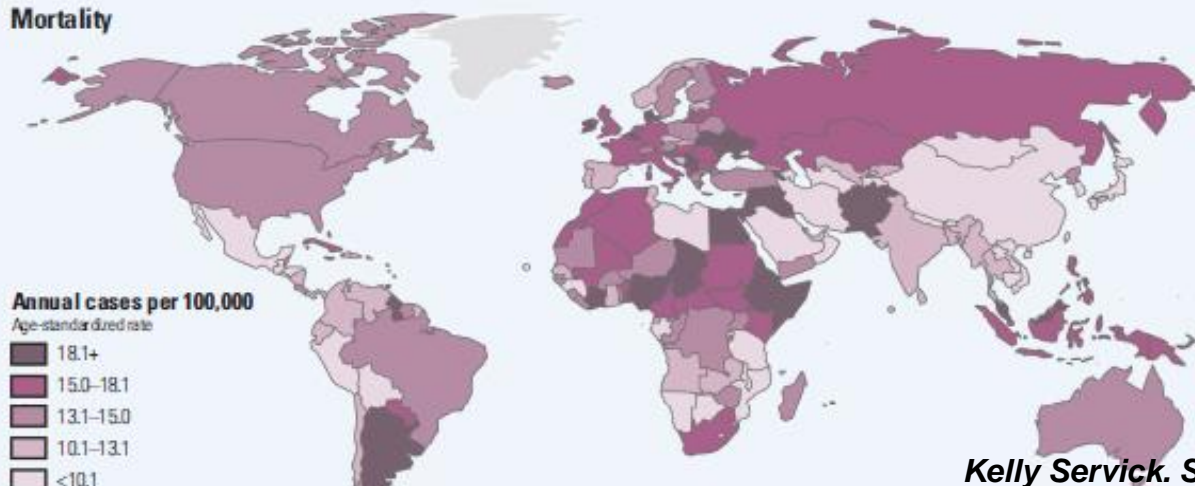 Mortality
Annual cases per 100,000
Age-standardized rate
18.1+
15.0–18.1
13.1–15.0
10.1–13.1
<10.1
Kelly Servick. S